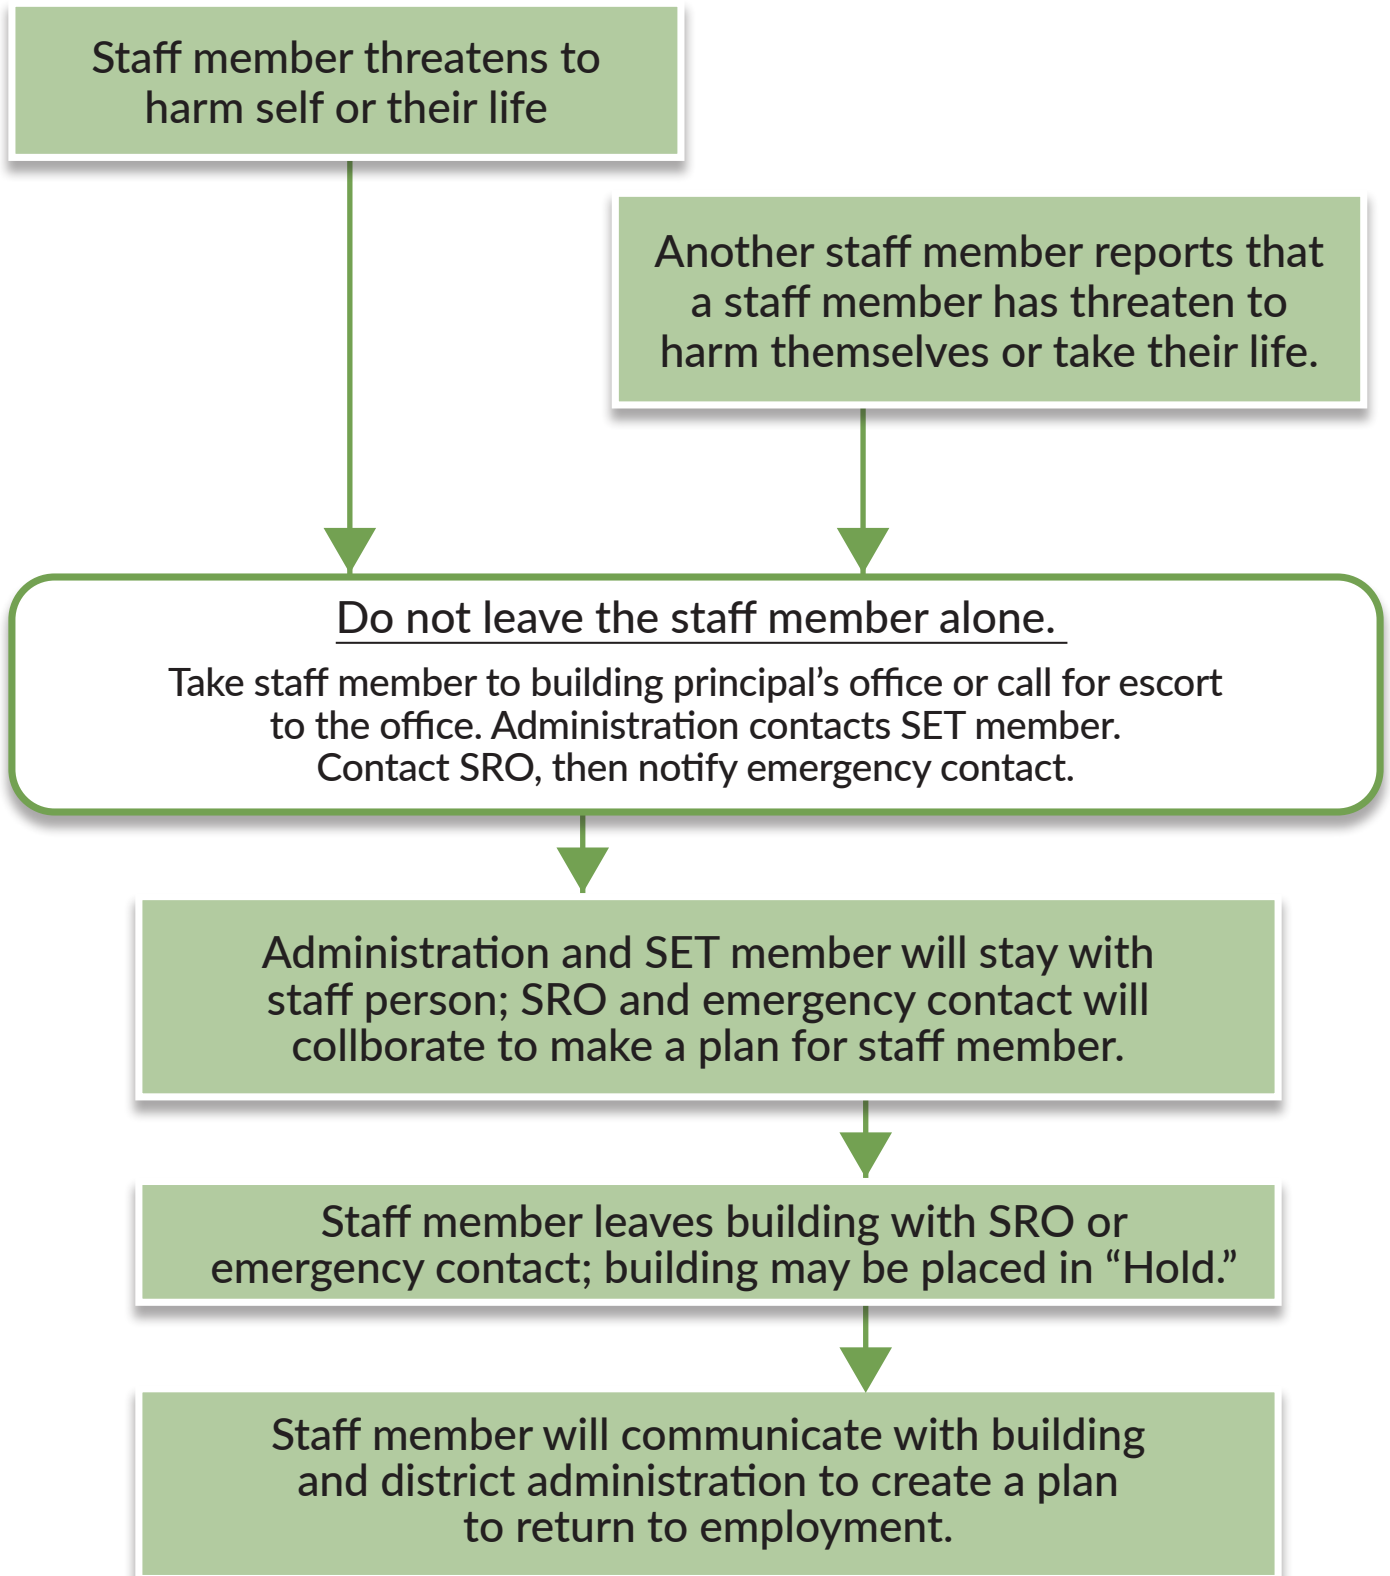 Staff member threatens to
harm self or their life
Another staff member reports that
a staff member has threaten to
harm themselves or take their life.
Do not leave the staff member alone.
Take staff member to building principal’s office or call for escort
to the office. Administration contacts SET member.
Contact SRO, then notify emergency contact.
Administration and SET member will stay with
staff person; SRO and emergency contact will
collborate to make a plan for staff member.
Staff member leaves building with SRO or
emergency contact; building may be placed in “Hold.”
Staff member will communicate with building
and district administration to create a plan
to return to employment.